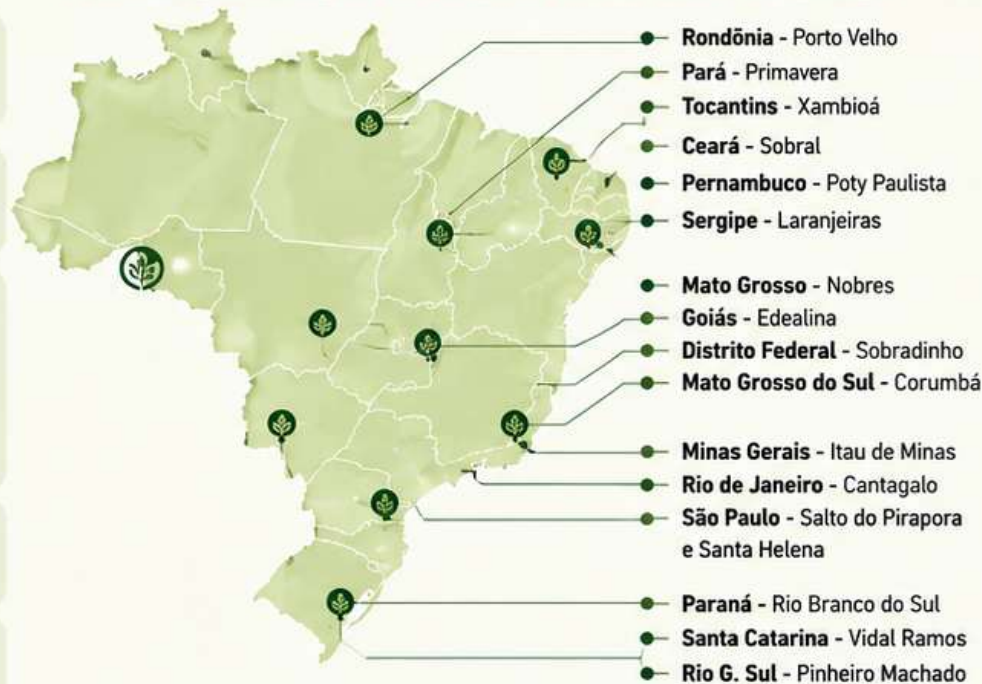 Rondônia - Porto Velho
Pará - Primavera
Tocantins - Xambioá
Ceará - Sobral
Pernambuco - Poty Paulista
Sergipe - Laranjeiras
Mato Grosso - Nobres
Goiás - Edealina
Distrito Federal - Sobradinho
Mato Grosso do Sul - Corumbá
Minas Gerais - Itau de Minas
Rio de Janeiro - Cantagalo
São Paulo - Salto do Pirapora
e Santa Helena
Paraná - Rio Branco do Sul
Santa Catarina - Vidal Ramos
Rio G. Sul - Pinheiro Machado